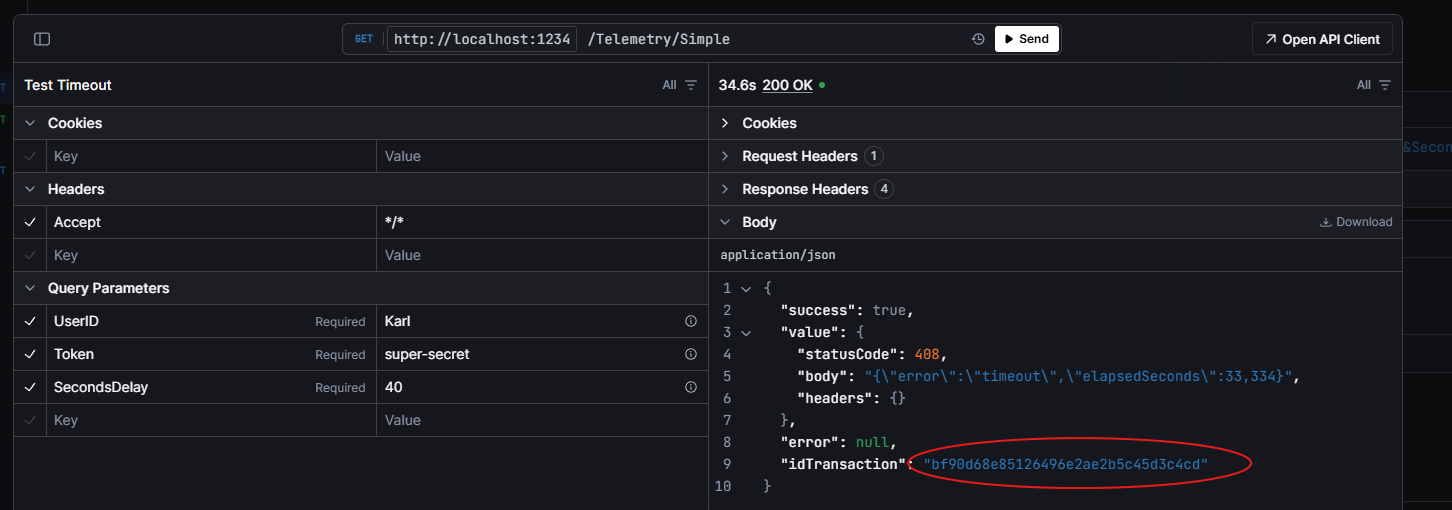 GET http://localhost:1234 /Telemetry/Simple Send Open API Client
Test Timeout All
Cookies
Key Value
Headers
Accept */*
Key Value
Query Parameters
UserID Required Karl
Token Required super-secret
SecondsDelay Required 40
Key Value
34.6s 200 OK All
Cookies
Request Headers 1
Response Headers 4
Body Download
application/json
1 {
2 "success": true,
3 "value": {
4 "statusCode": 408,
5 "body": "{\"error\":\"timeout\",\"elapsedSeconds\":33,334}",
6 "headers": {}
7 },
8 "error": null,
9 "idTransaction": "bf90d68e85126496e2ae2b5c45d3c4cd"
10 }
T
T
T
&Secon